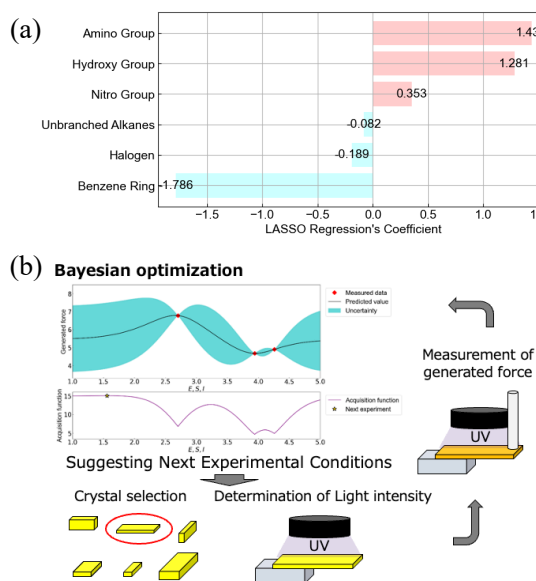 (a)
Amino Group
1.43
Hydroxy Group
1.281
Nitro Group
0.353
Unbranched Alkanes
-0.082
Halogen
-0.189
Benzene Ring
-1.786
−1.5 −1.0 −0.5 0.0 0.5 1.0
LASSO Regression's Coefficient
(b)
Bayesian optimization
Generated force
8
7
6
5
4
Measured data
Predicted value
Uncertainty
1.0 1.5 2.0 2.5 3.0 3.5 4.0 4.5 5.0
E, S, I
Acquisition function
15
10
5
Acquisition function
Next experiment
1.0 1.5 2.0 2.5 3.0 3.5 4.0 4.5 5.0
E, S, I
Suggesting Next Experimental Conditions
Crystal selection
Determination of Light intensity
UV
Measurement of
generated force
UV